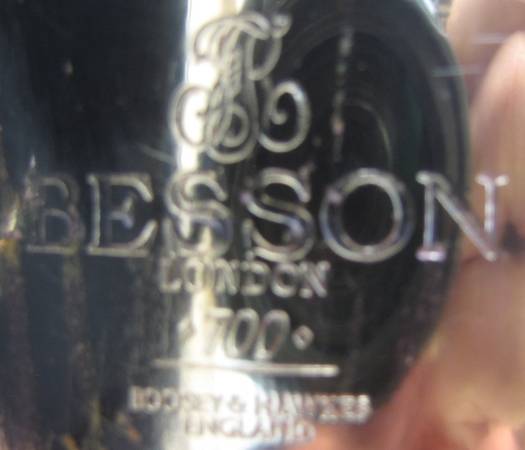 BESSON
LONDON
700
BOOSEY & HAWKES
ENGLAND